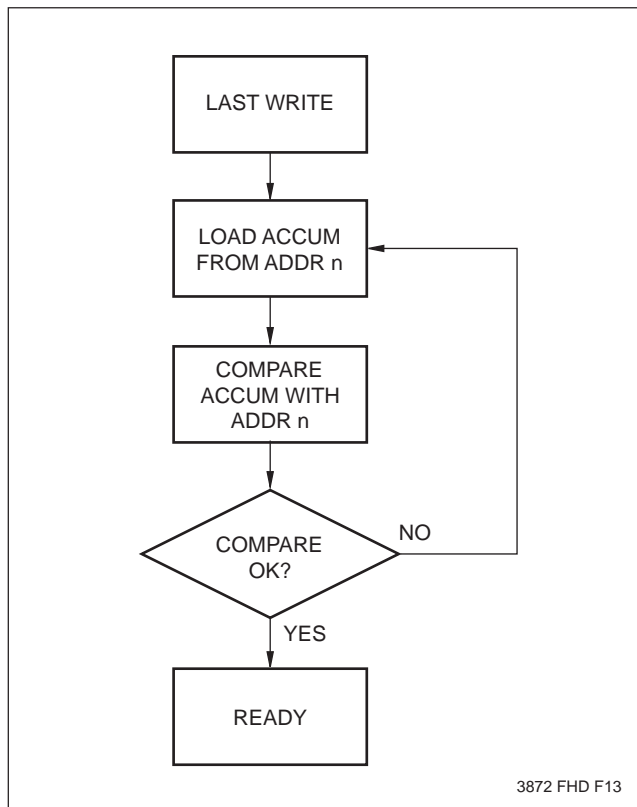 LAST WRITE
LOAD ACCUM
FROM ADDR n
COMPARE
ACCUM WITH
ADDR n
COMPARE
OK?
NO
YES
READY
3872 FHD F13